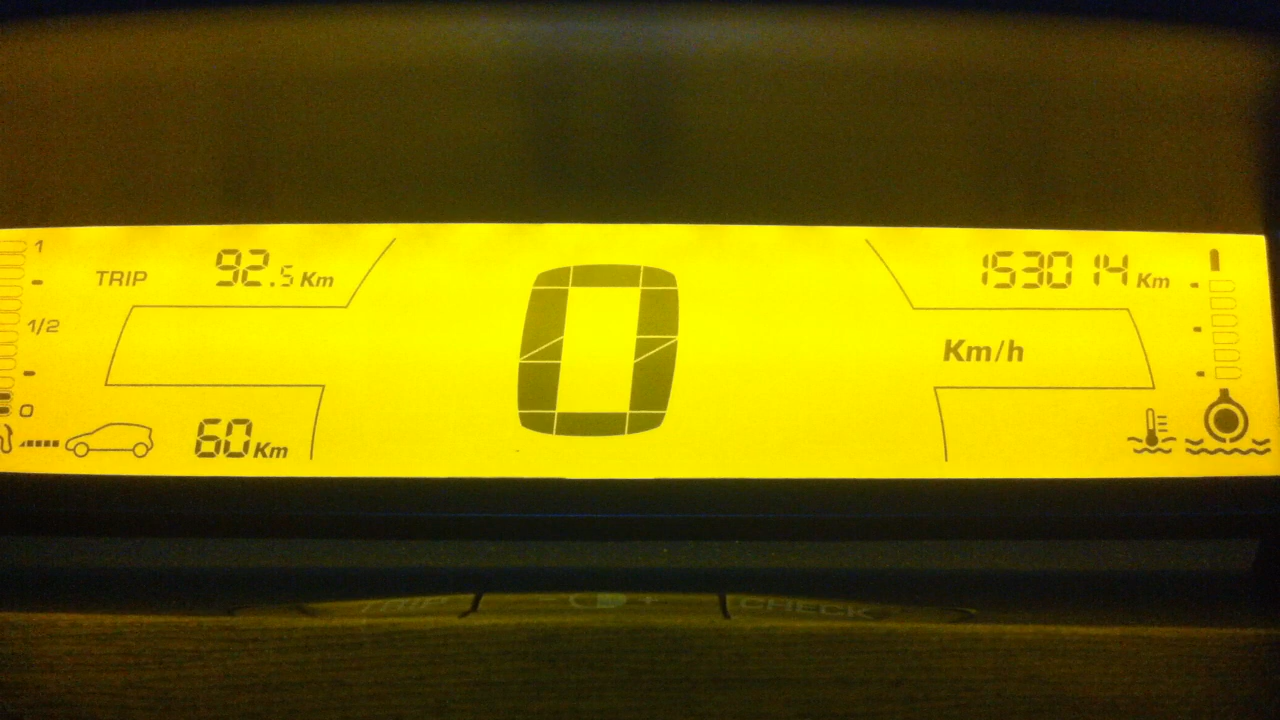 1
TRIP 92.5 Km
153014 Km
1/2
Km/h
0
0
60 Km
TRIP - + CHECK